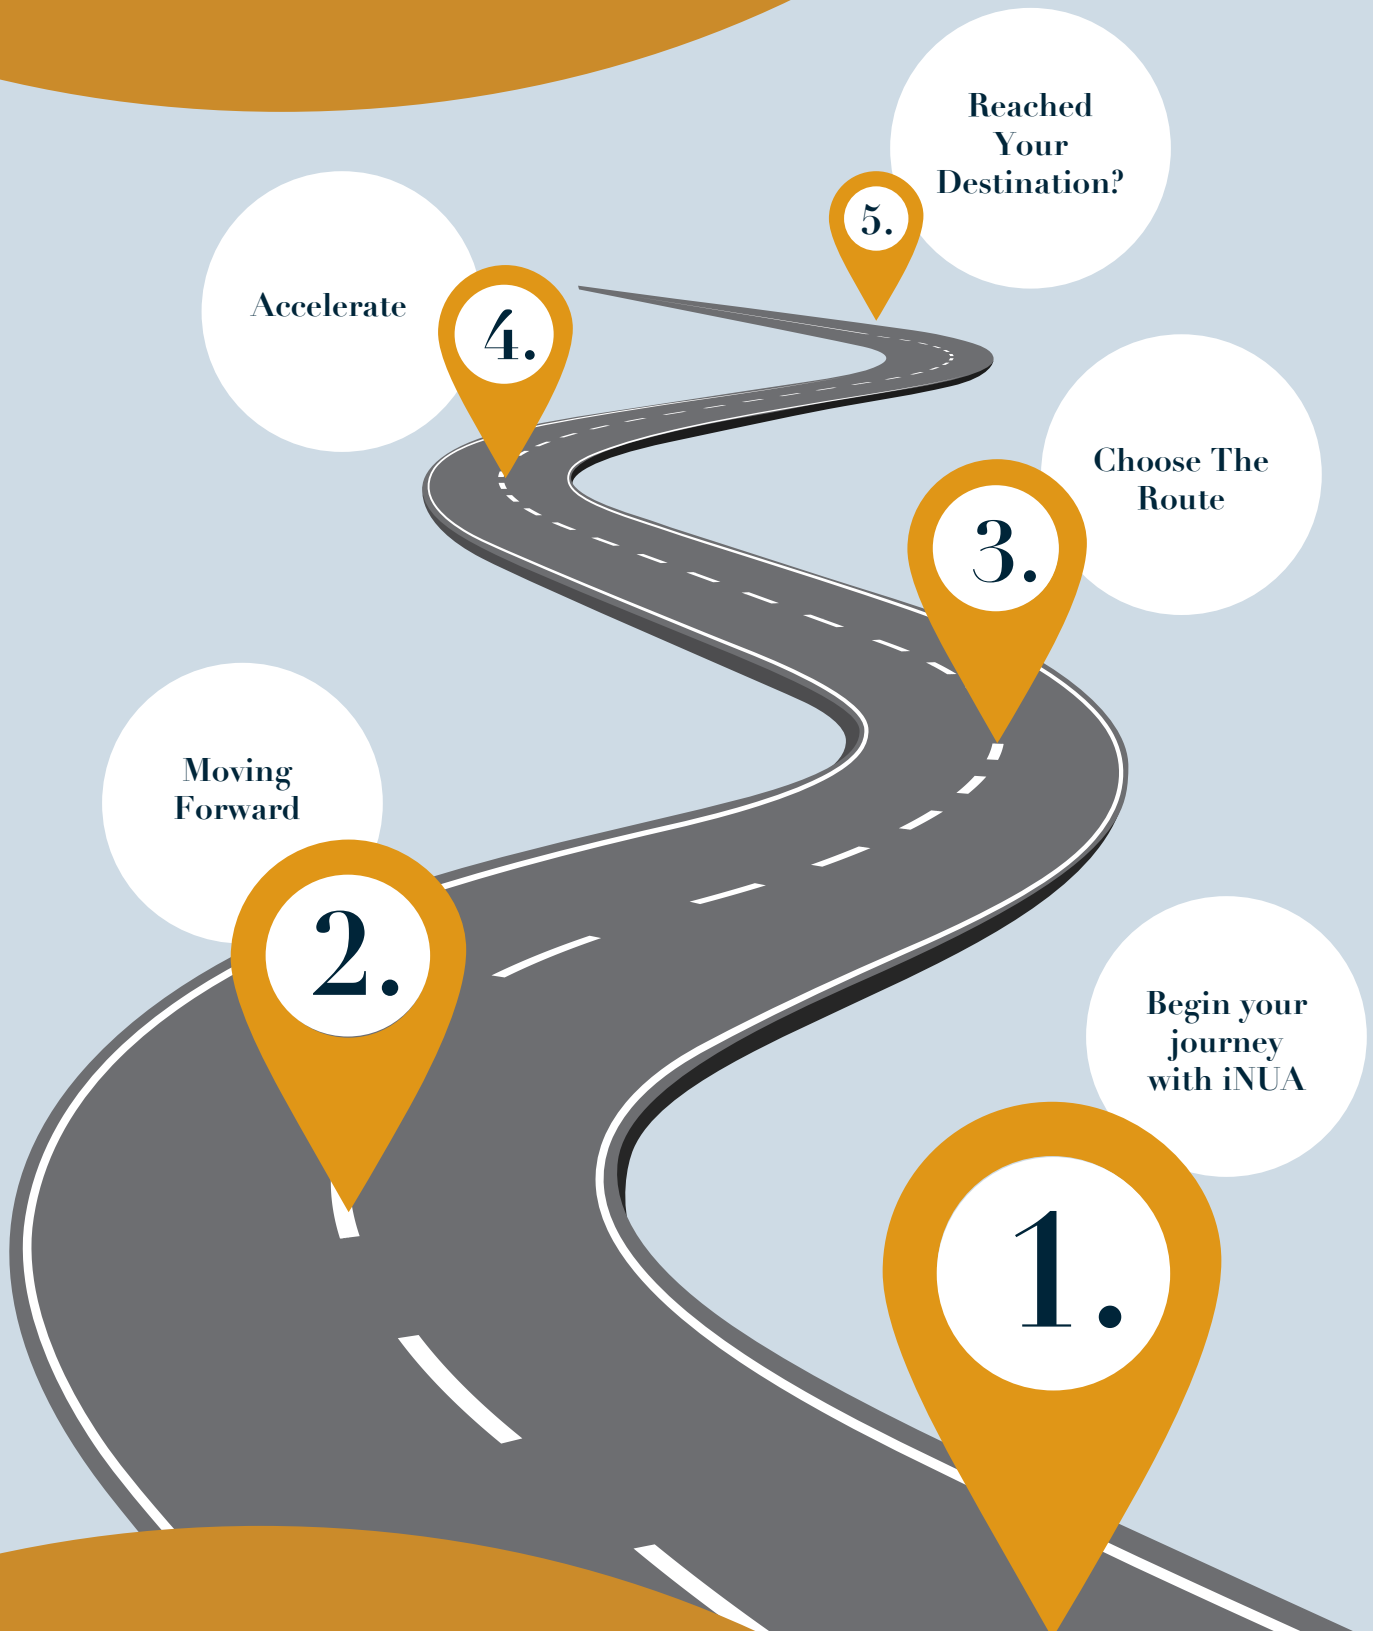 Reached
Your
Destination?
5.
Accelerate
4.
Choose The
Route
3.
Moving
Forward
2.
Begin your
journey
with iNUA
1.